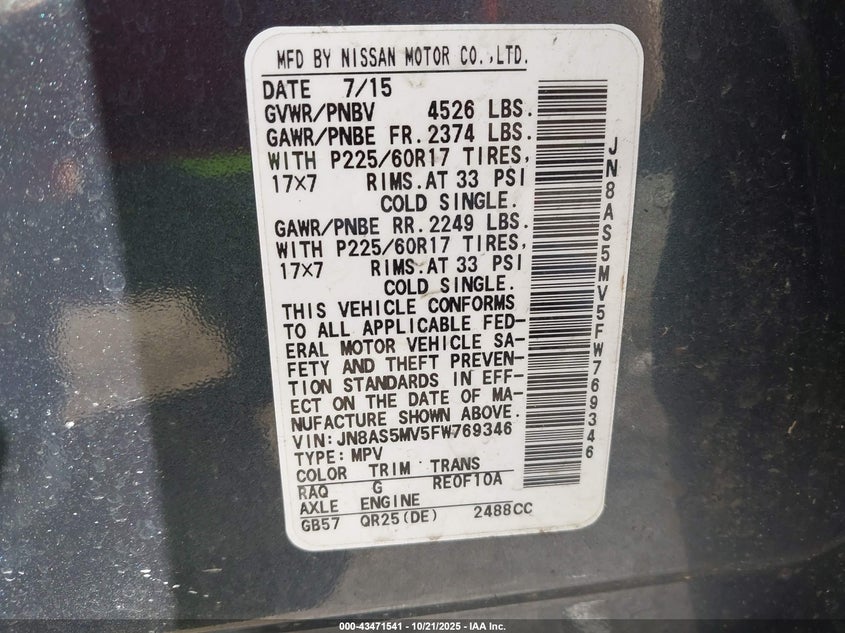 MFD BY NISSAN MOTOR CO.,LTD.
DATE 7/15
GVWR/PNBV 4526 LBS.
GAWR/PNBE FR. 2374 LBS.
WITH P225/60R17 TIRES,
17×7 RIMS.AT 33 PSI
COLD SINGLE.
GAWR/PNBE RR. 2249 LBS.
WITH P225/60R17 TIRES,
17×7 RIMS.AT 33 PSI
COLD SINGLE.
THIS VEHICLE CONFORMS
TO ALL APPLICABLE FED-
ERAL MOTOR VEHICLE SA-
FETY AND THEFT PREVEN-
TION STANDARDS IN EFF-
ECT ON THE DATE OF MA-
NUFACTURE SHOWN ABOVE.
VIN: JN8AS5MV5FW769346
TYPE: MPV
COLOR TRIM TRANS
RAQ G RE0F10A
AXLE ENGINE
GB57 QR25(DE) 2488CC
JN8AS5MV5FW769346
000-43471541 - 10/21/2025 - IAA Inc.